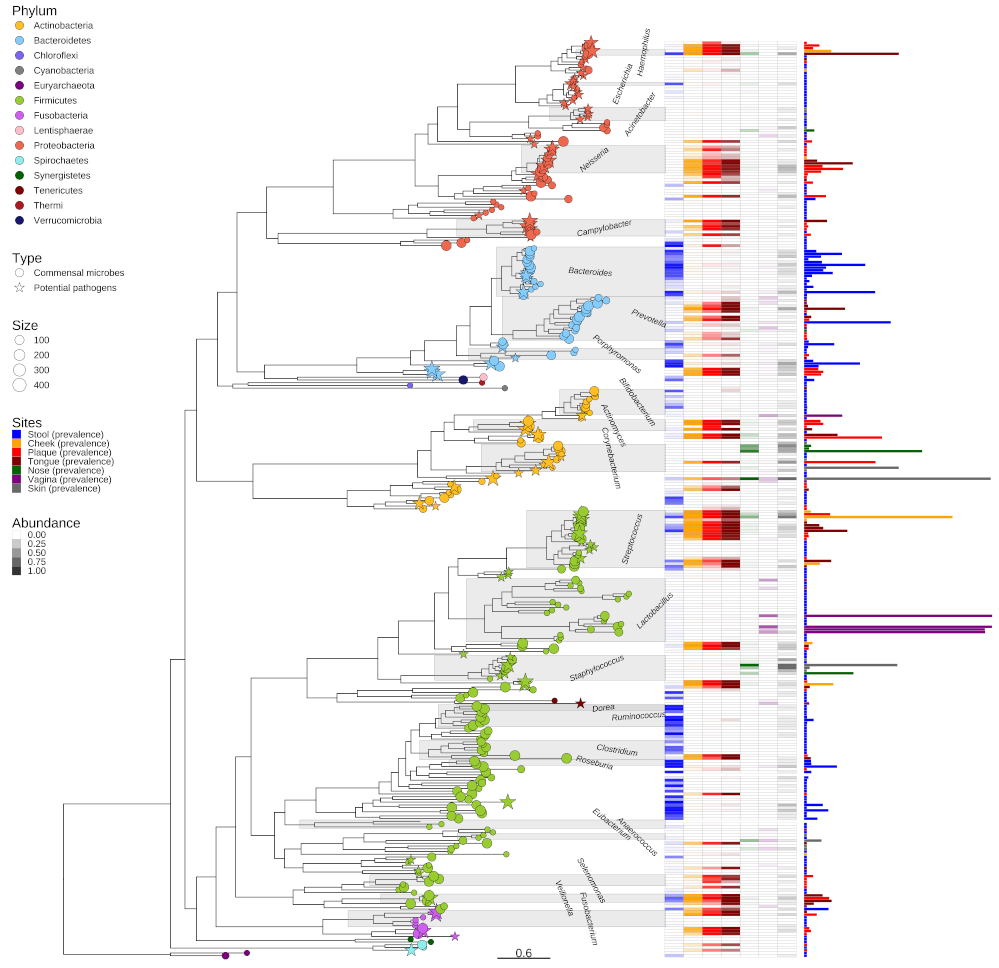 Phylum
Actinobacteria
Bacteroidetes
Chloroflexi
Cyanobacteria
Euryarchaeota
Firmicutes
Fusobacteria
Lentisphaerae
Proteobacteria
Spirochaetes
Synergistetes
Tenericutes
Thermi
Verrucomicrobia
Type
Commensal microbes
Potential pathogens
Size
100
200
300
400
Sites
Stool (prevalence)
Cheek (prevalence)
Plaque (prevalence)
Tongue (prevalence)
Nose (prevalence)
Vagina (prevalence)
Skin (prevalence)
Abundance
0.00
0.25
0.50
0.75
1.00
Haemophilus
Escherichia
Acinetobacter
Neisseria
Campylobacter
Bacteroides
Prevotella
Porphyromonas
Bifidobacterium
Actinomyces
Corynebacterium
Streptococcus
Lactobacillus
Staphylococcus
Dorea
Ruminococcus
Clostridium
Roseburia
Anaerococcus
Eubacterium
Selenomonas
Veillonella
Fusobacterium
0.6